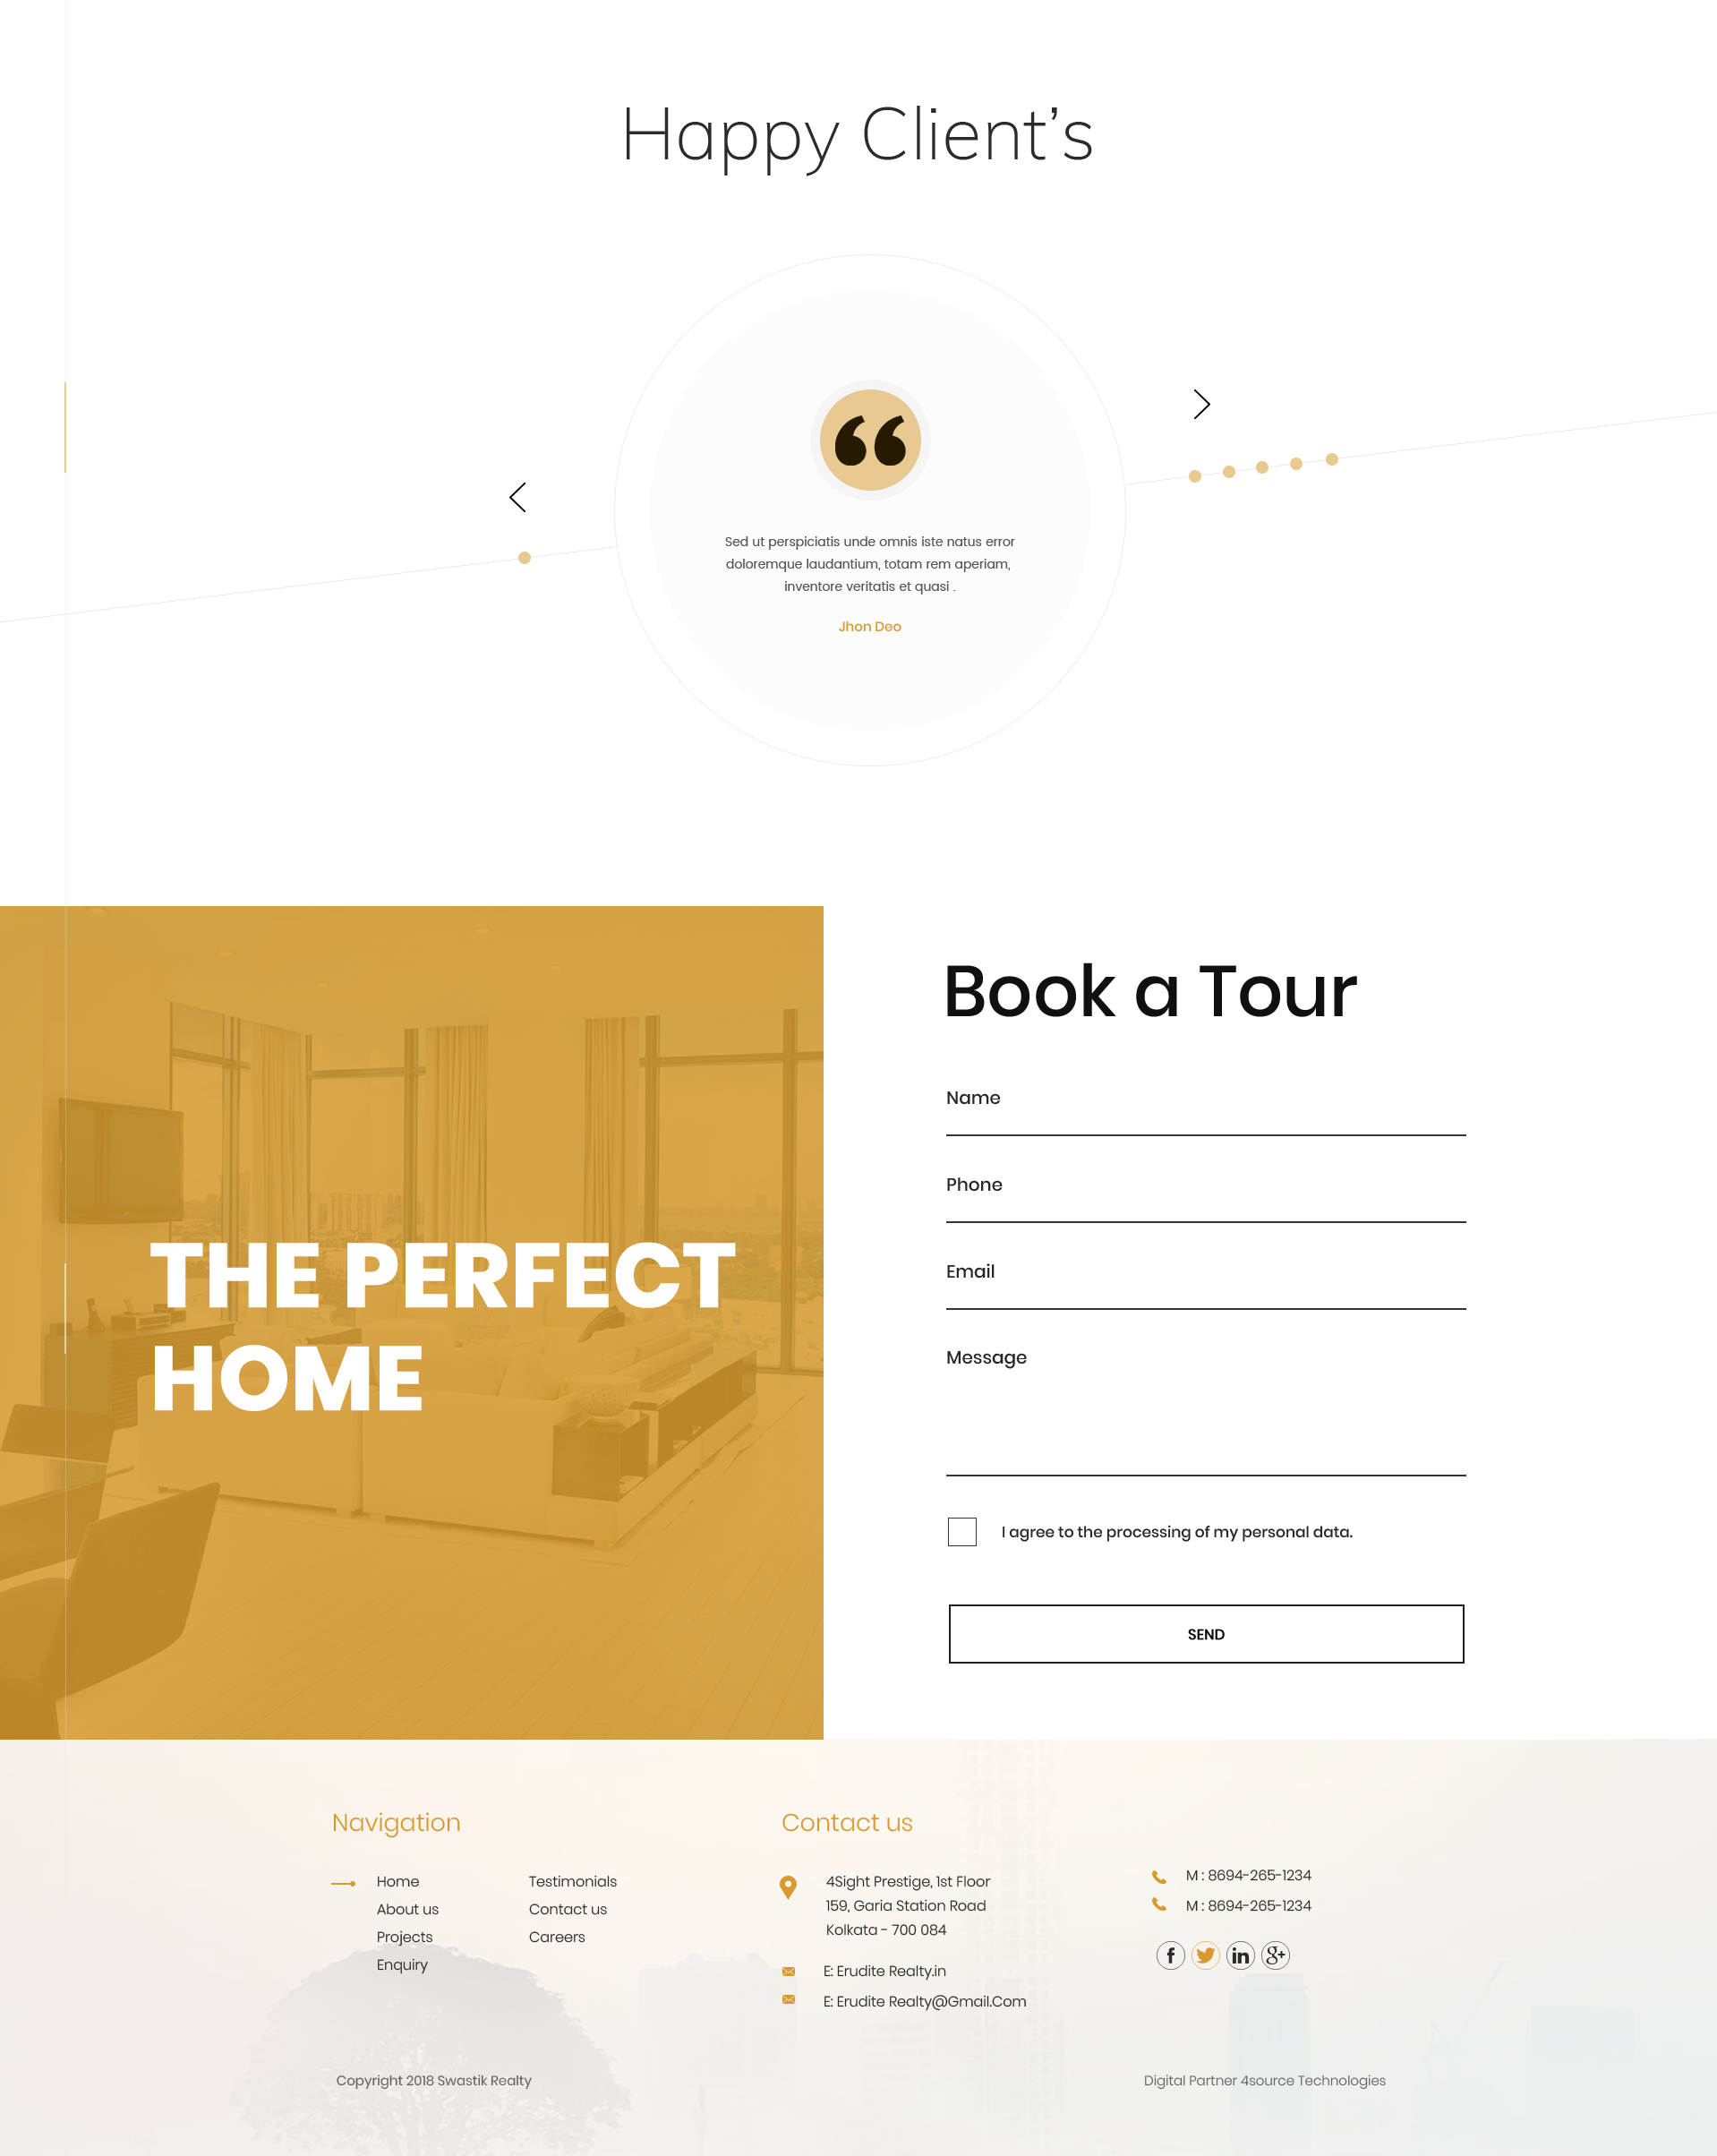 Happy Client’s
Sed ut perspiciatis unde omnis iste natus error
doloremque laudantium, totam rem aperiam,
inventore veritatis et quasi .
Jhon Deo
THE PERFECT
HOME
Book a Tour
Name
Phone
Email
Message
I agree to the processing of my personal data.
SEND
Navigation
Home
About us
Projects
Enquiry
Testimonials
Contact us
Careers
Contact us
4Sight Prestige, 1st Floor
159, Garia Station Road
Kolkata - 700 084
E: Erudite Realty.in
E: Erudite Realty@Gmail.Com
M : 8694-265-1234
M : 8694-265-1234
f
in
g+
Copyright 2018 Swastik Realty
Digital Partner 4source Technologies